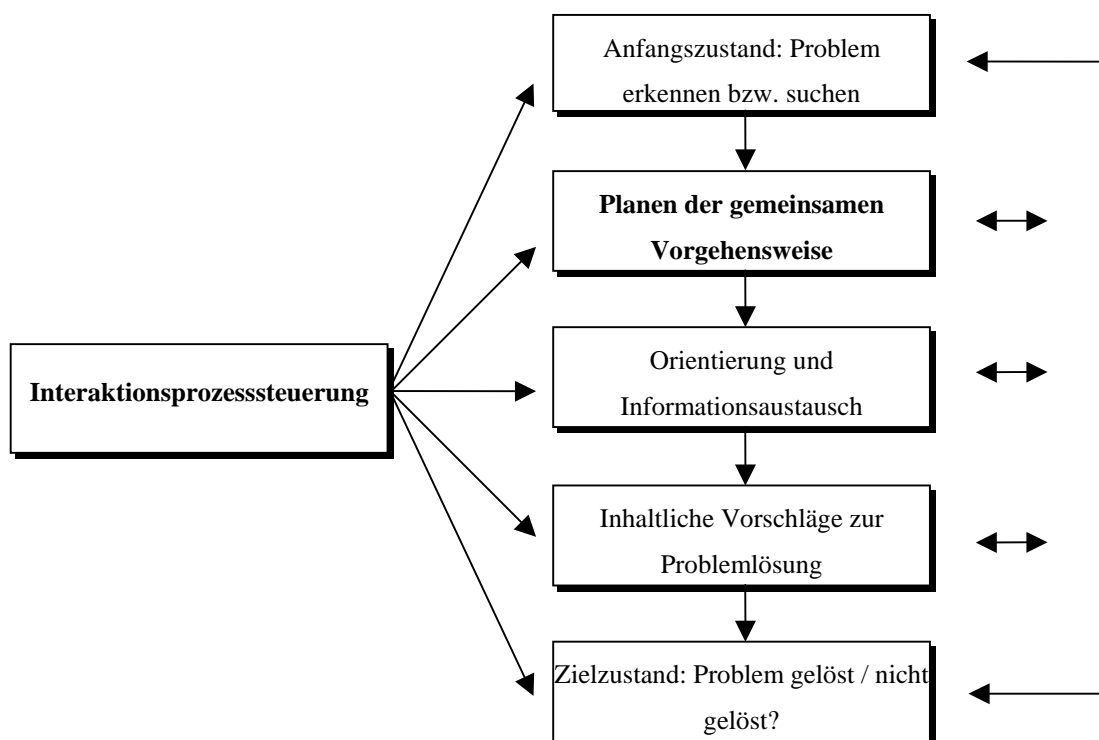 Anfangszustand: Problem
erkennen bzw. suchen
Planen der gemeinsamen
Vorgehensweise
Interaktionsprozesssteuerung
Orientierung und
Informationsaustausch
Inhaltliche Vorschläge zur
Problemlösung
Zielzustand: Problem gelöst / nicht
gelöst?